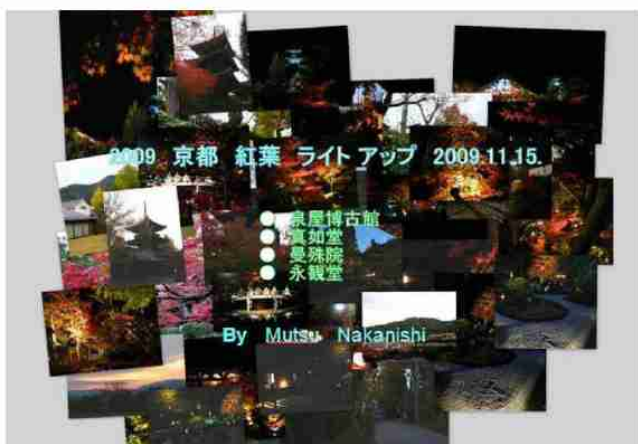 2009 京都 紅葉 ライトアップ 2009.11.15.
● 泉屋博古館
● 真如堂
● 曼殊院
● 永観堂
By Mutsu Nakanishi